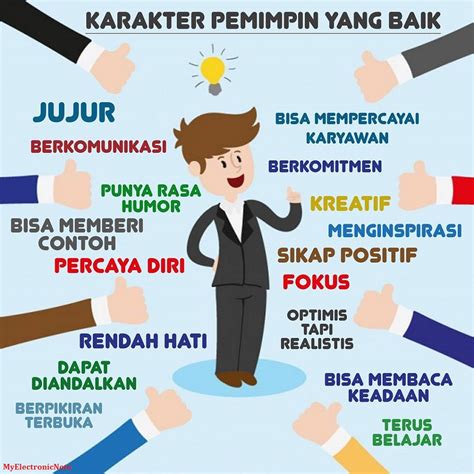 KARAKTER PEMIMPIN YANG BAIK
JUJUR
BERKOMUNIKASI
PUNYA RASA
HUMOR
BISA MEMBERI
CONTOH
PERCAYA DIRI
RENDAH HATI
DAPAT
DIANDALKAN
BERPIKIRAN
TERBUKA
BISA MEMPERCAYAI
KARYAWAN
BERKOMITMEN
KREATIF
MENGINSPIRASI
SIKAP POSITIF
FOKUS
OPTIMIS
TAPI
REALISTIS
BISA MEMBACA
KEADAAN
TERUS
BELAJAR